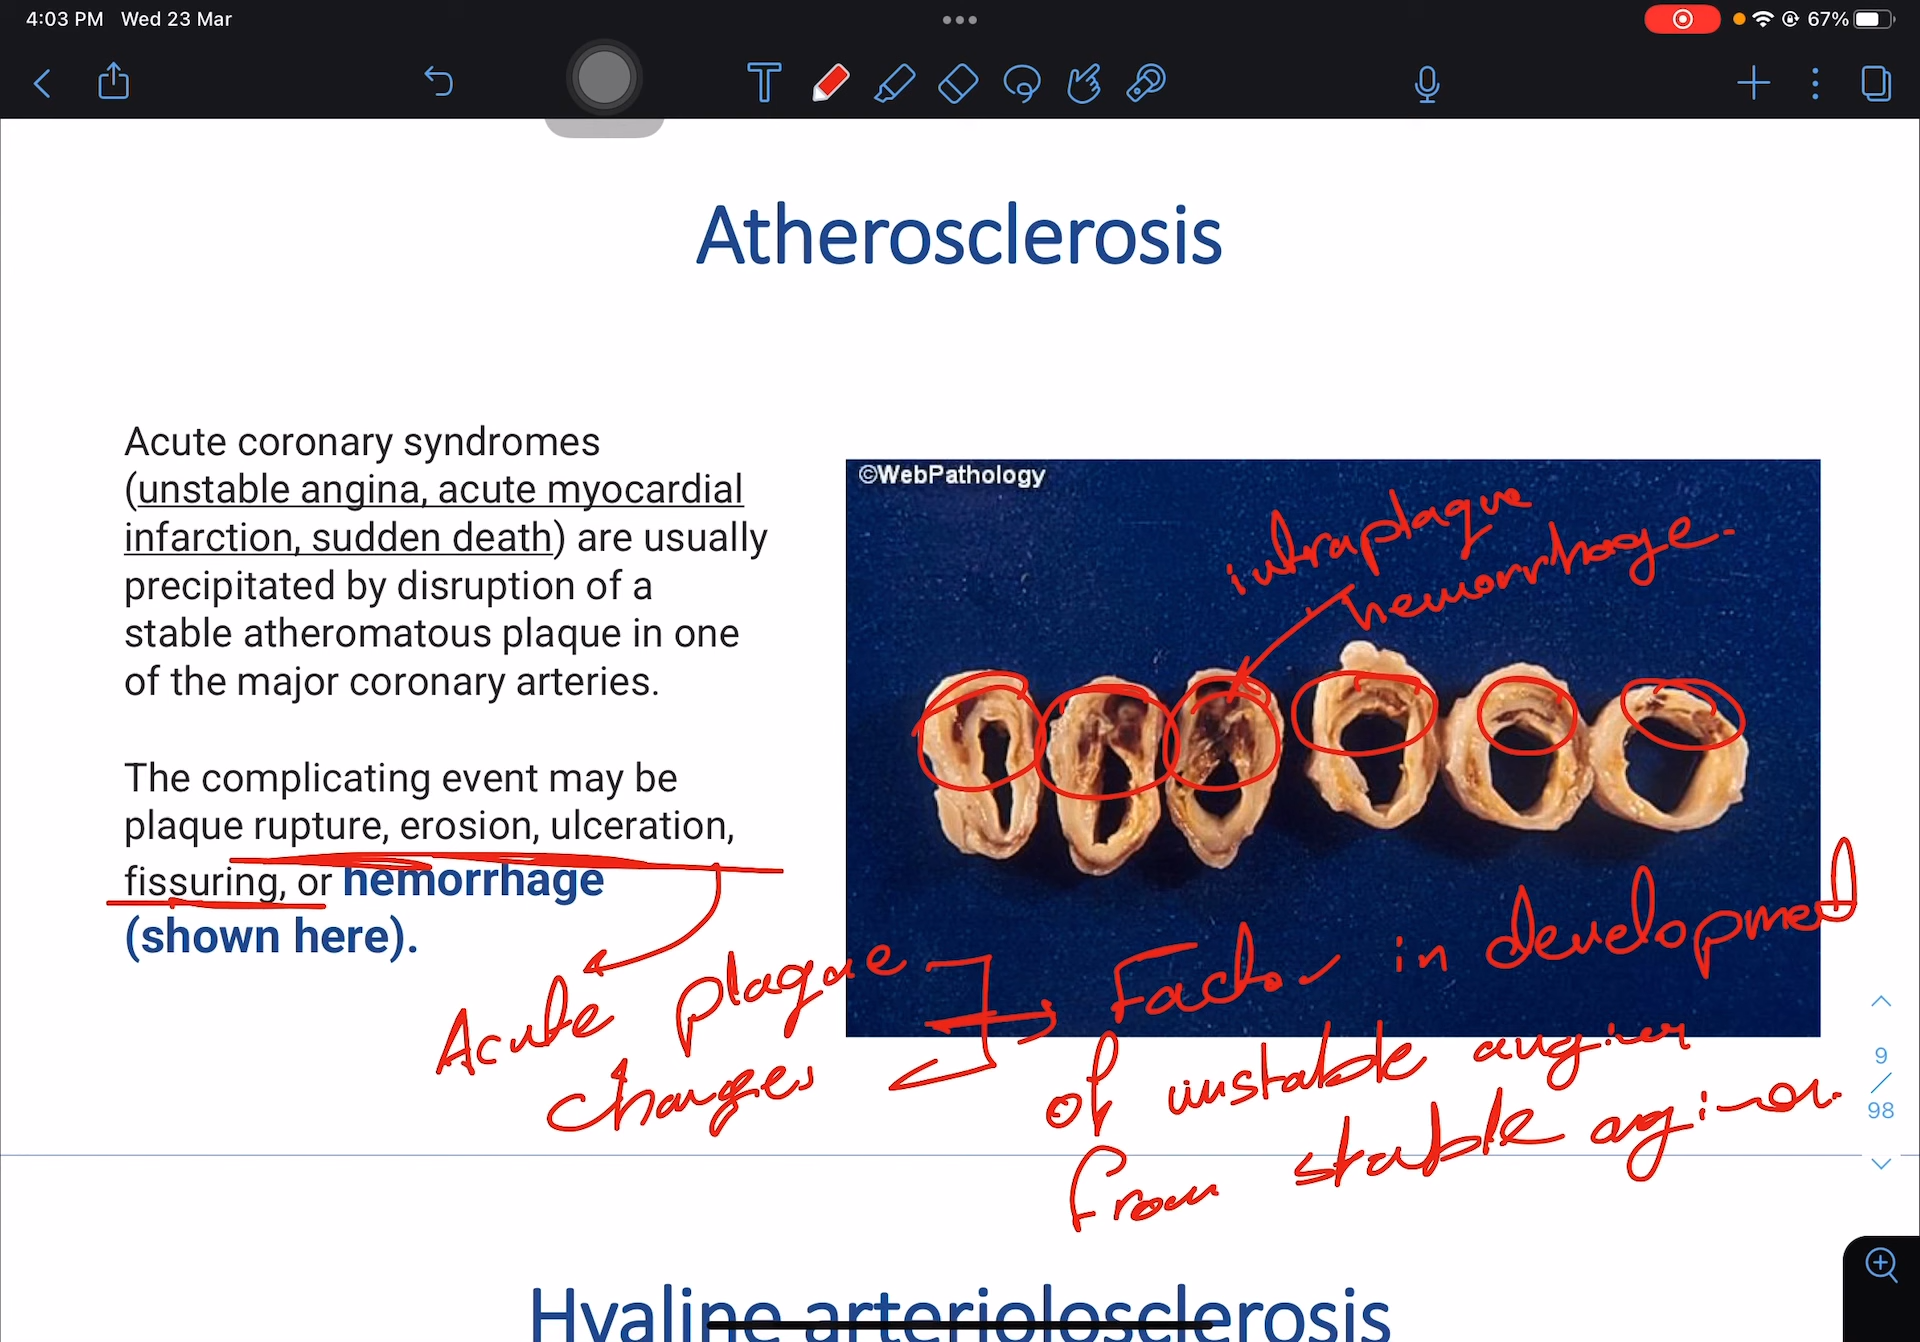 4:03 PM Wed 23 Mar
67%
Atherosclerosis
Acute coronary syndromes
(unstable angina, acute myocardial
infarction, sudden death) are usually
precipitated by disruption of a
stable atheromatous plaque in one
of the major coronary arteries.
The complicating event may be
plaque rupture, erosion, ulceration,
fissuring, or hemorrhage
(shown here).
©WebPathology
intraplaque
hemorrhage.
Acute plaque
changes
Factor in development
of unstable angina
from stable angina.
9
/
98
Hyaline arteriolosclerosis